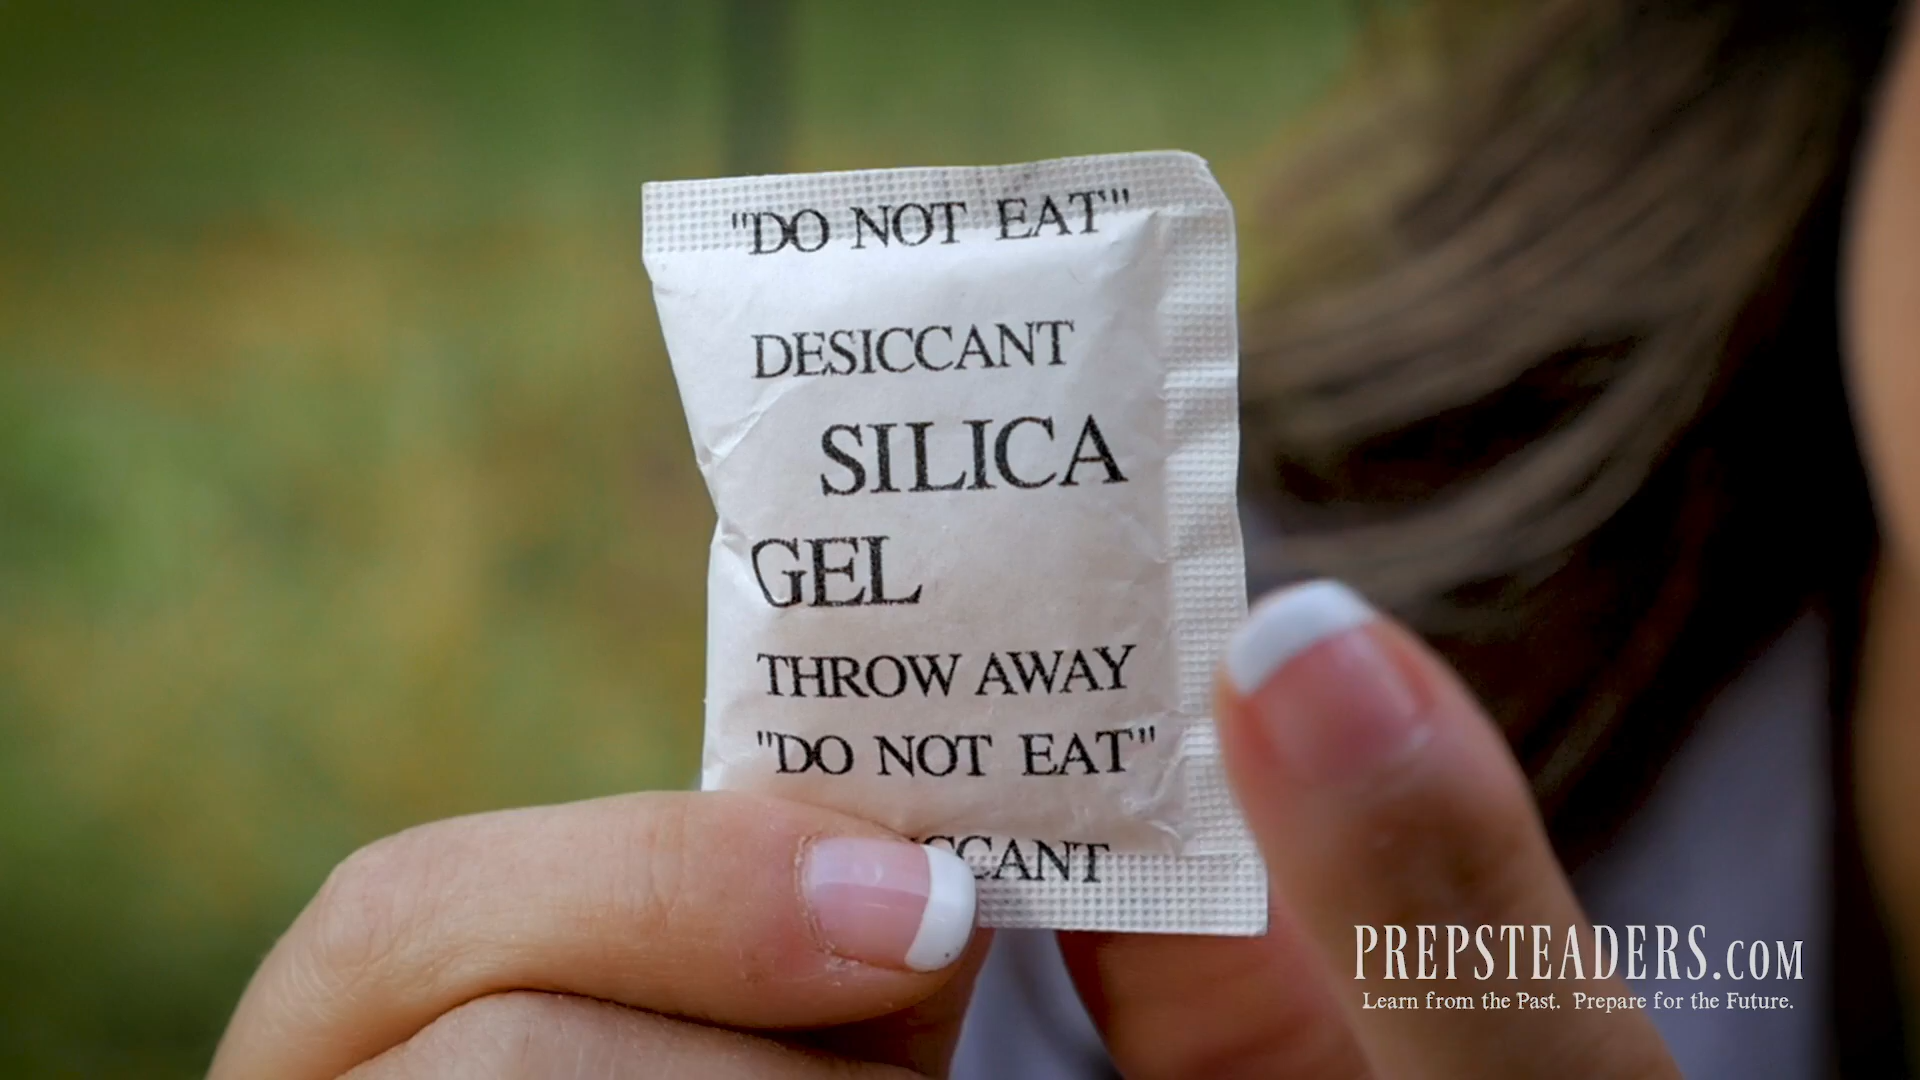 "DO NOT EAT"
DESICCANT
SILICA
GEL
THROW AWAY
"DO NOT EAT"
CCANT
PREPSTEADERS.COM
Learn from the Past. Prepare for the Future.